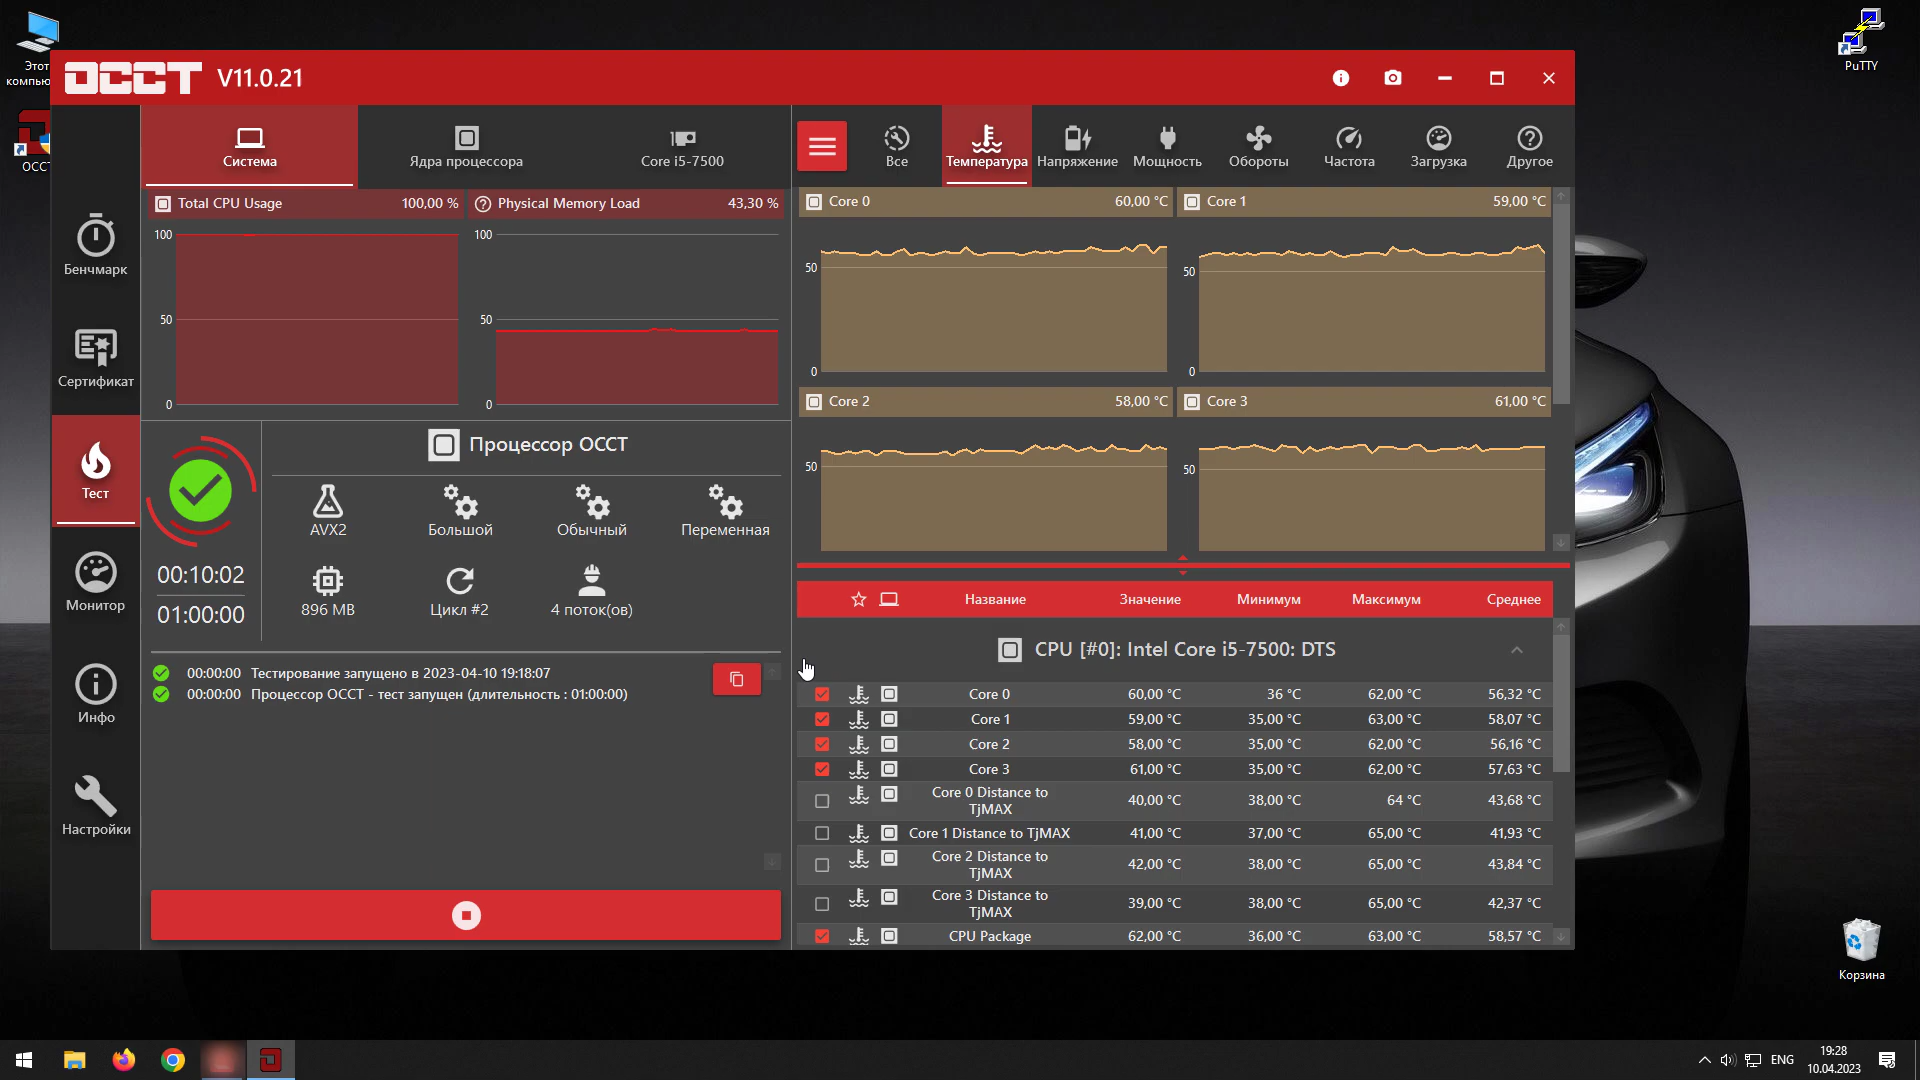 Этот
компью
OCCT
PuTTY
Корзина
OCCT V11.0.21
Бенчмарк
Сертификат
Тест
Монитор
Инфо
Настройки
Система
Ядра процессора
Core i5-7500
Total CPU Usage 100,00 %
Physical Memory Load 43,30 %
100
50
0
100
50
0
Процессор OCCT
AVX2
Большой
Обычный
Переменная
896 MB
Цикл #2
4 поток(ов)
00:10:02
01:00:00
00:00:00 Тестирование запущено в 2023-04-10 19:18:07
00:00:00 Процессор OCCT - тест запущен (длительность : 01:00:00)
Все
Температура
Напряжение
Мощность
Обороты
Частота
Загрузка
Другое
Core 0 60,00 °C
50
0
Core 1 59,00 °C
50
0
Core 2 58,00 °C
50
Core 3 61,00 °C
50
Название Значение Минимум Максимум Среднее
CPU [#0]: Intel Core i5-7500: DTS
Core 0 60,00 °C 36 °C 62,00 °C 56,32 °C
Core 1 59,00 °C 35,00 °C 63,00 °C 58,07 °C
Core 2 58,00 °C 35,00 °C 62,00 °C 56,16 °C
Core 3 61,00 °C 35,00 °C 62,00 °C 57,63 °C
Core 0 Distance to
TjMAX 40,00 °C 38,00 °C 64 °C 43,68 °C
Core 1 Distance to TjMAX 41,00 °C 37,00 °C 65,00 °C 41,93 °C
Core 2 Distance to
TjMAX 42,00 °C 38,00 °C 65,00 °C 43,84 °C
Core 3 Distance to
TjMAX 39,00 °C 38,00 °C 65,00 °C 42,37 °C
CPU Package 62,00 °C 36,00 °C 63,00 °C 58,57 °C
ENG
19:28
10.04.2023